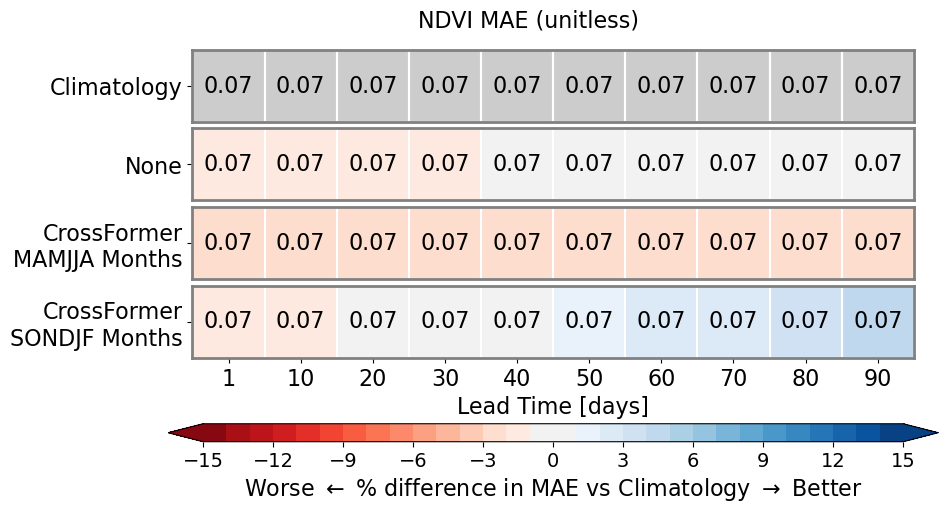 NDVI MAE (unitless)
Climatology 0.07 0.07 0.07 0.07 0.07 0.07 0.07 0.07 0.07 0.07
None 0.07 0.07 0.07 0.07 0.07 0.07 0.07 0.07 0.07 0.07
CrossFormer
MAMJJA Months 0.07 0.07 0.07 0.07 0.07 0.07 0.07 0.07 0.07 0.07
CrossFormer
SONDJF Months 0.07 0.07 0.07 0.07 0.07 0.07 0.07 0.07 0.07 0.07
1 10 20 30 40 50 60 70 80 90
Lead Time [days]
−15 −12 −9 −6 −3 0 3 6 9 12 15
Worse ← % difference in MAE vs Climatology → Better